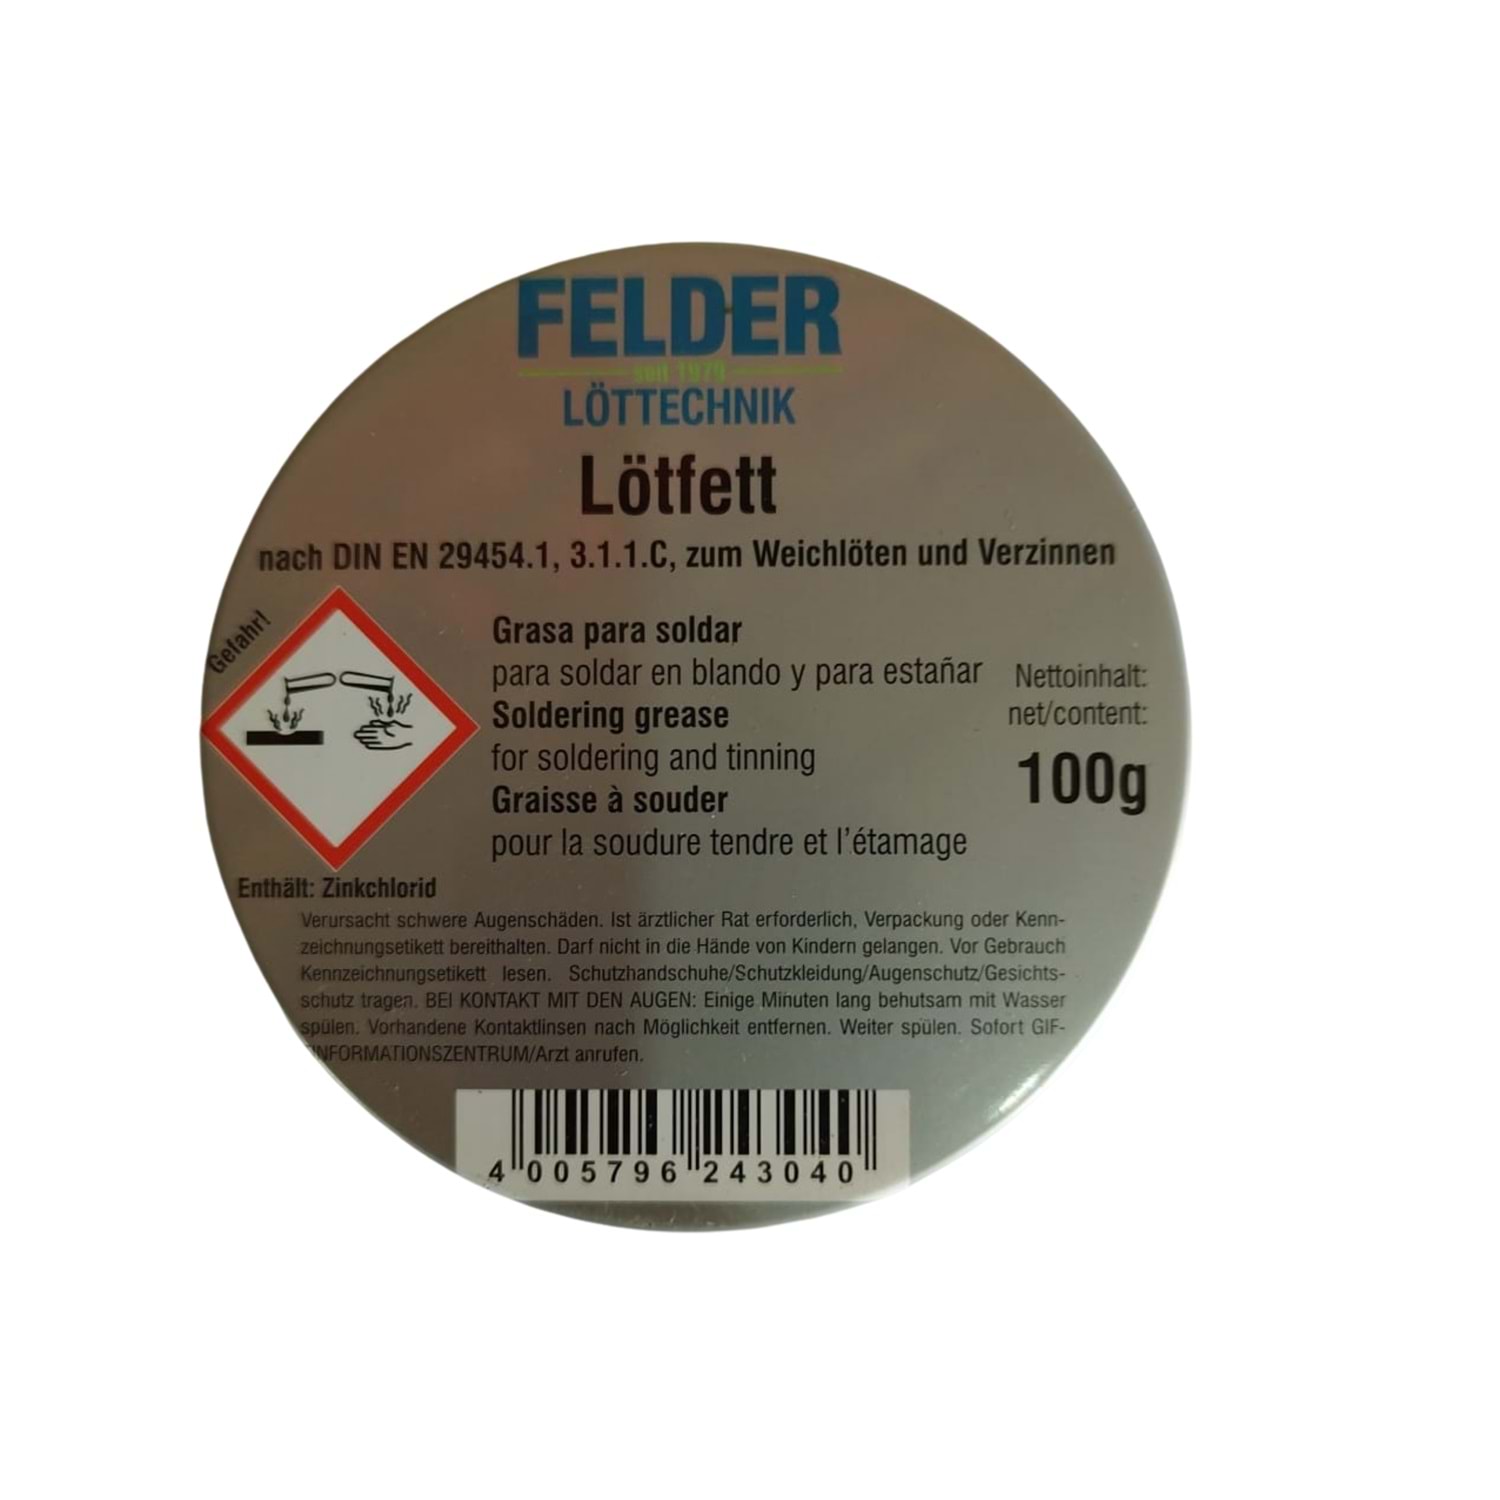 FELDER
seit 1979
LÖTTECHNIK
Lötfett
nach DIN EN 29454.1, 3.1.1.C, zum Weichlöten und Verzinnen
Gefahr!
Grasa para soldar
para soldar en blando y para estañar
Soldering grease
for soldering and tinning
Graisse à souder
pour la soudure tendre et l'étamage
Nettoinhalt:
net/content:
100g
Enthält: Zinkchlorid
Verursacht schwere Augenschäden. Ist ärztlicher Rat erforderlich, Verpackung oder Kenn-
zeichnungsetikett bereithalten. Darf nicht in die Hände von Kindern gelangen. Vor Gebrauch
Kennzeichnungsetikett lesen. Schutzhandschuhe/Schutzkleidung/Augenschutz/Gesichts-
schutz tragen. BEI KONTAKT MIT DEN AUGEN: Einige Minuten lang behutsam mit Wasser
spülen. Vorhandene Kontaktlinsen nach Möglichkeit entfernen. Weiter spülen. Sofort GIF-
INFORMATIONSZENTRUM/Arzt anrufen.
4 005796 243040